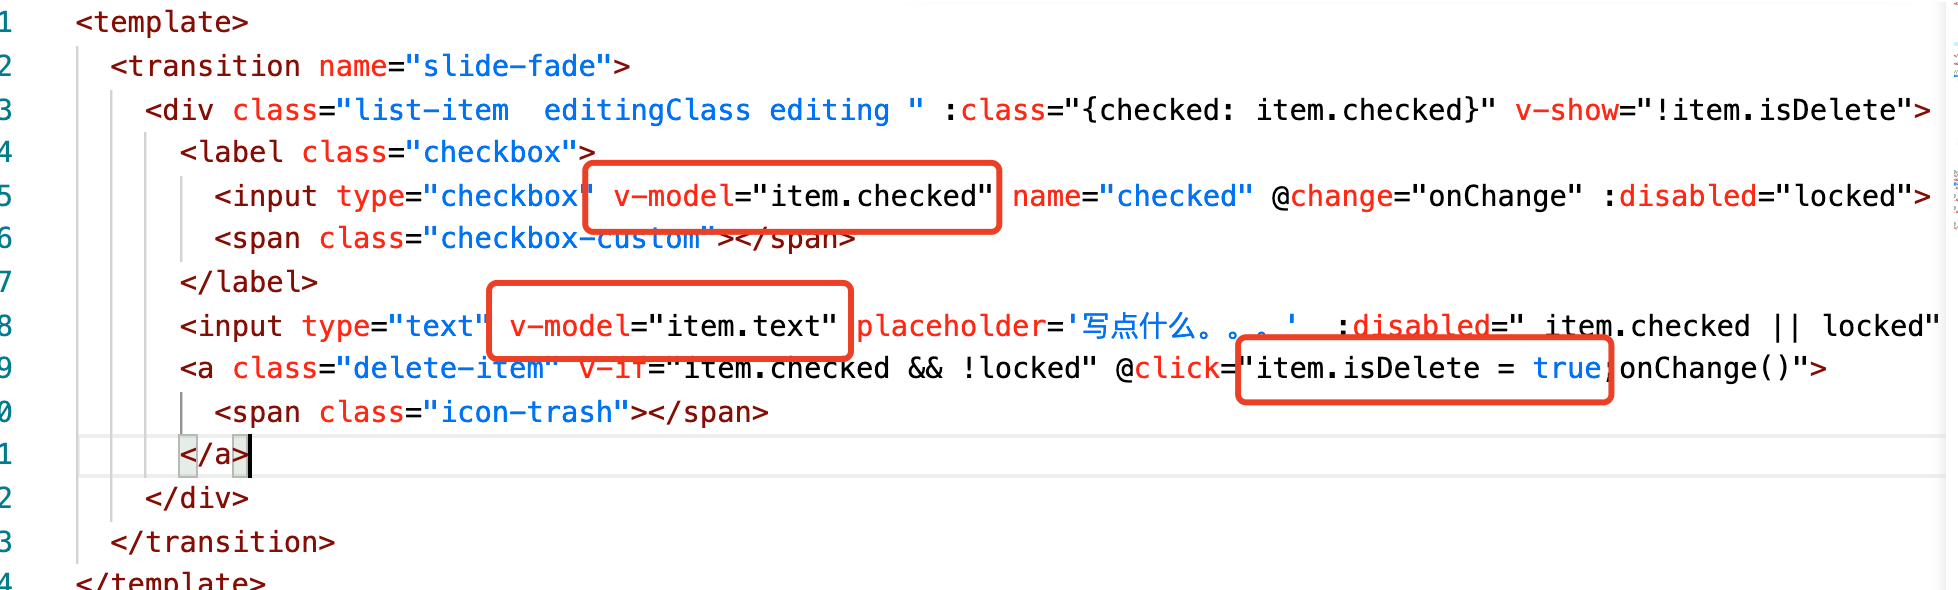 1 <template>
2 <transition name="slide-fade">
3 <div class="list-item  editingClass editing " :class="{checked: item.checked}" v-show="!item.isDelete">
4 <label class="checkbox">
5 <input type="checkbox" v-model="item.checked" name="checked" @change="onChange" :disabled="locked">
6 <span class="checkbox-custom"></span>
7 </label>
8 <input type="text" v-model="item.text" placeholder='写点什么。。。'  :disabled=" item.checked || locked"
9 <a class="delete-item" v-if="item.checked && !locked" @click="item.isDelete = true;onChange()">
0 <span class="icon-trash"></span>
1 </a>
2 </div>
3 </transition>
4 </template>